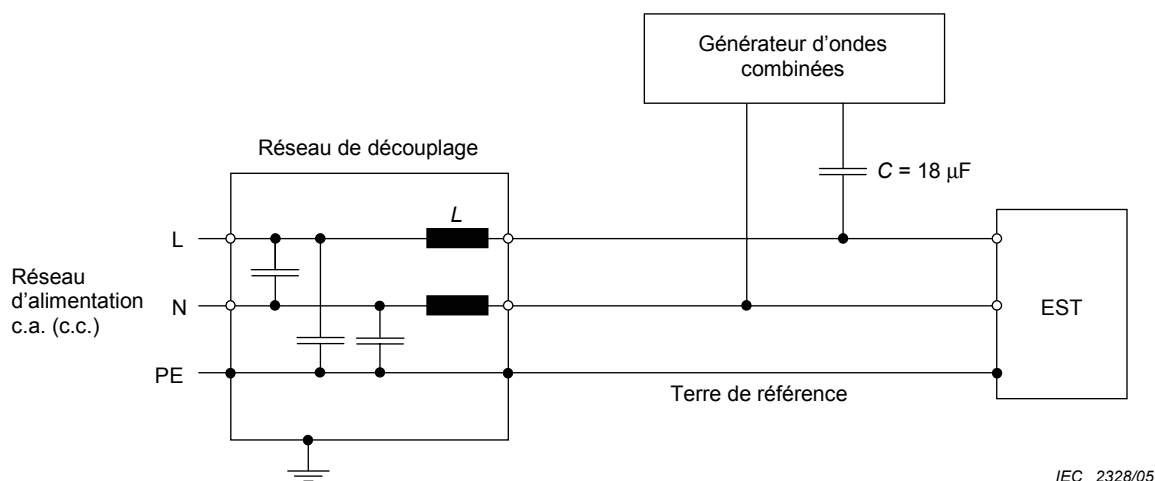 Générateur d'ondes
combinées
Réseau de découplage
C = 18 μF
L
L
Réseau
d'alimentation
c.a. (c.c.)
N
EST
PE
Terre de référence
IEC 2328/05